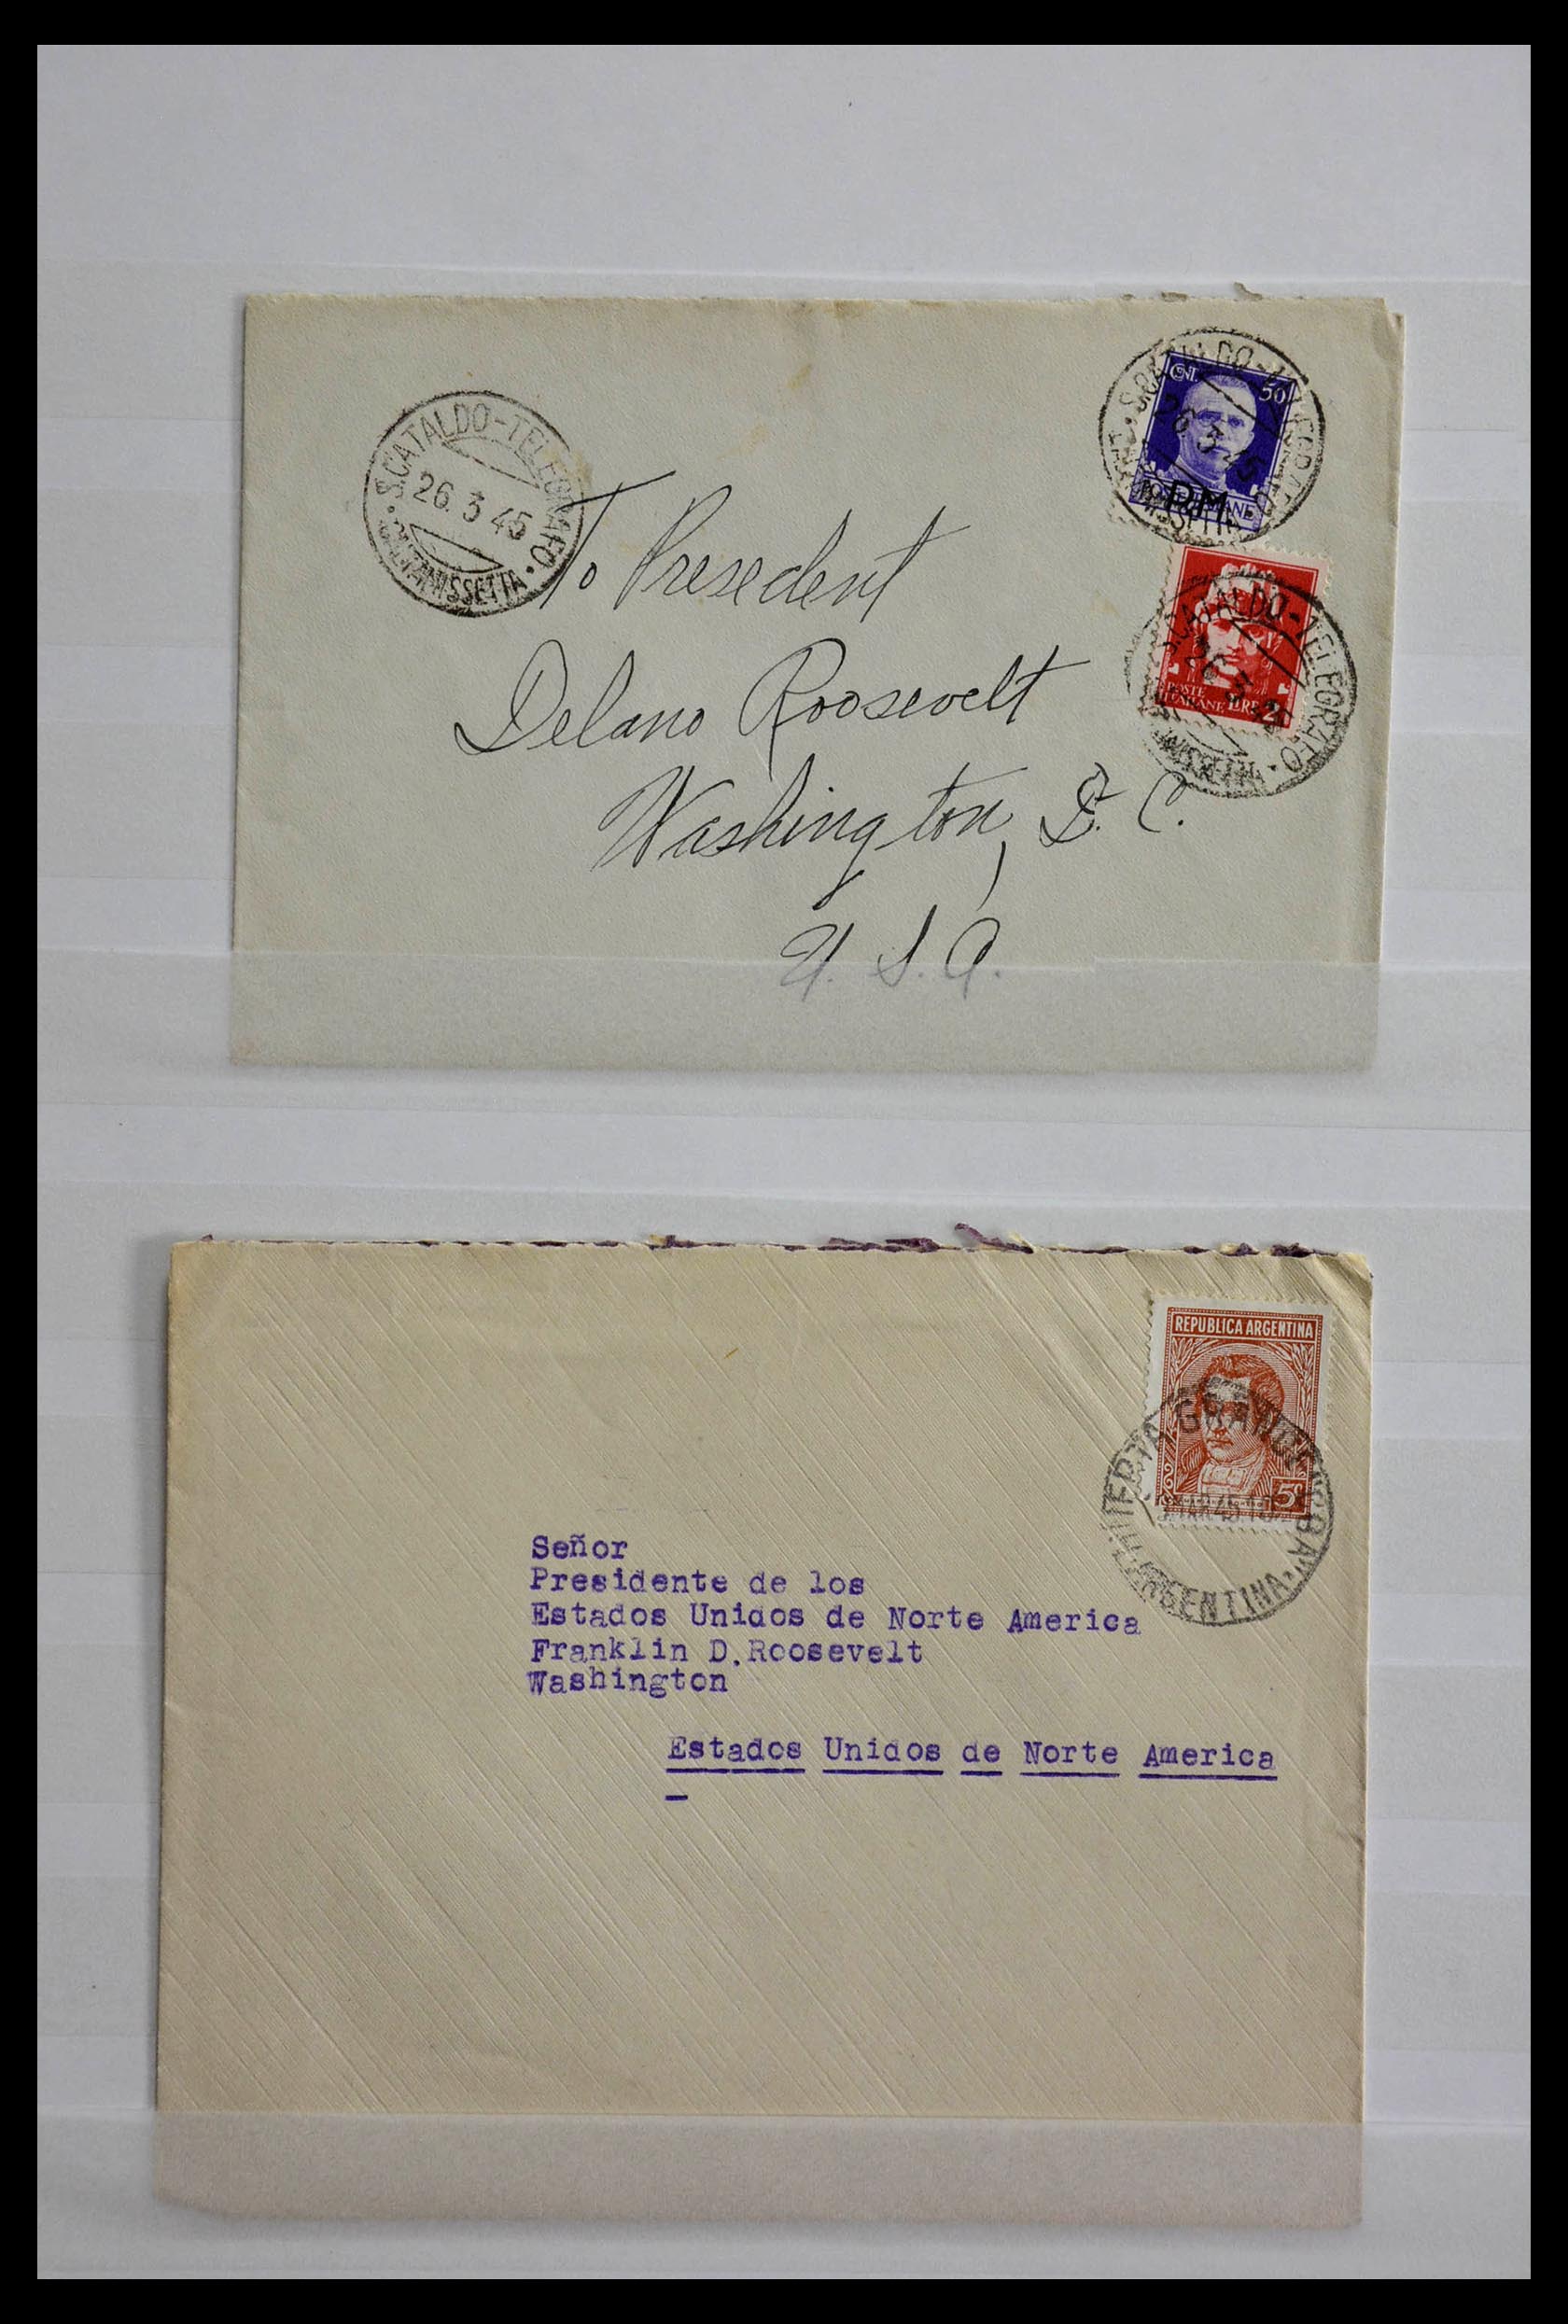 S.CATALDO-TELEGRAFO
26.3 45
CALTANISSETTA
CENT. 50
P.M.
S.CATALDO-TELEGRAFO
POSTE
ITALIANE LIRE 2
To Presedent
Delano Roosevelt
Washington, D. C.
U. S. A.
REPUBLICA ARGENTINA
5c
ARGENTINA
Señor
Presidente de los
Estados Unidos de Norte America
Franklin D.Roosevelt
Washington
Estados Unidos de Norte America